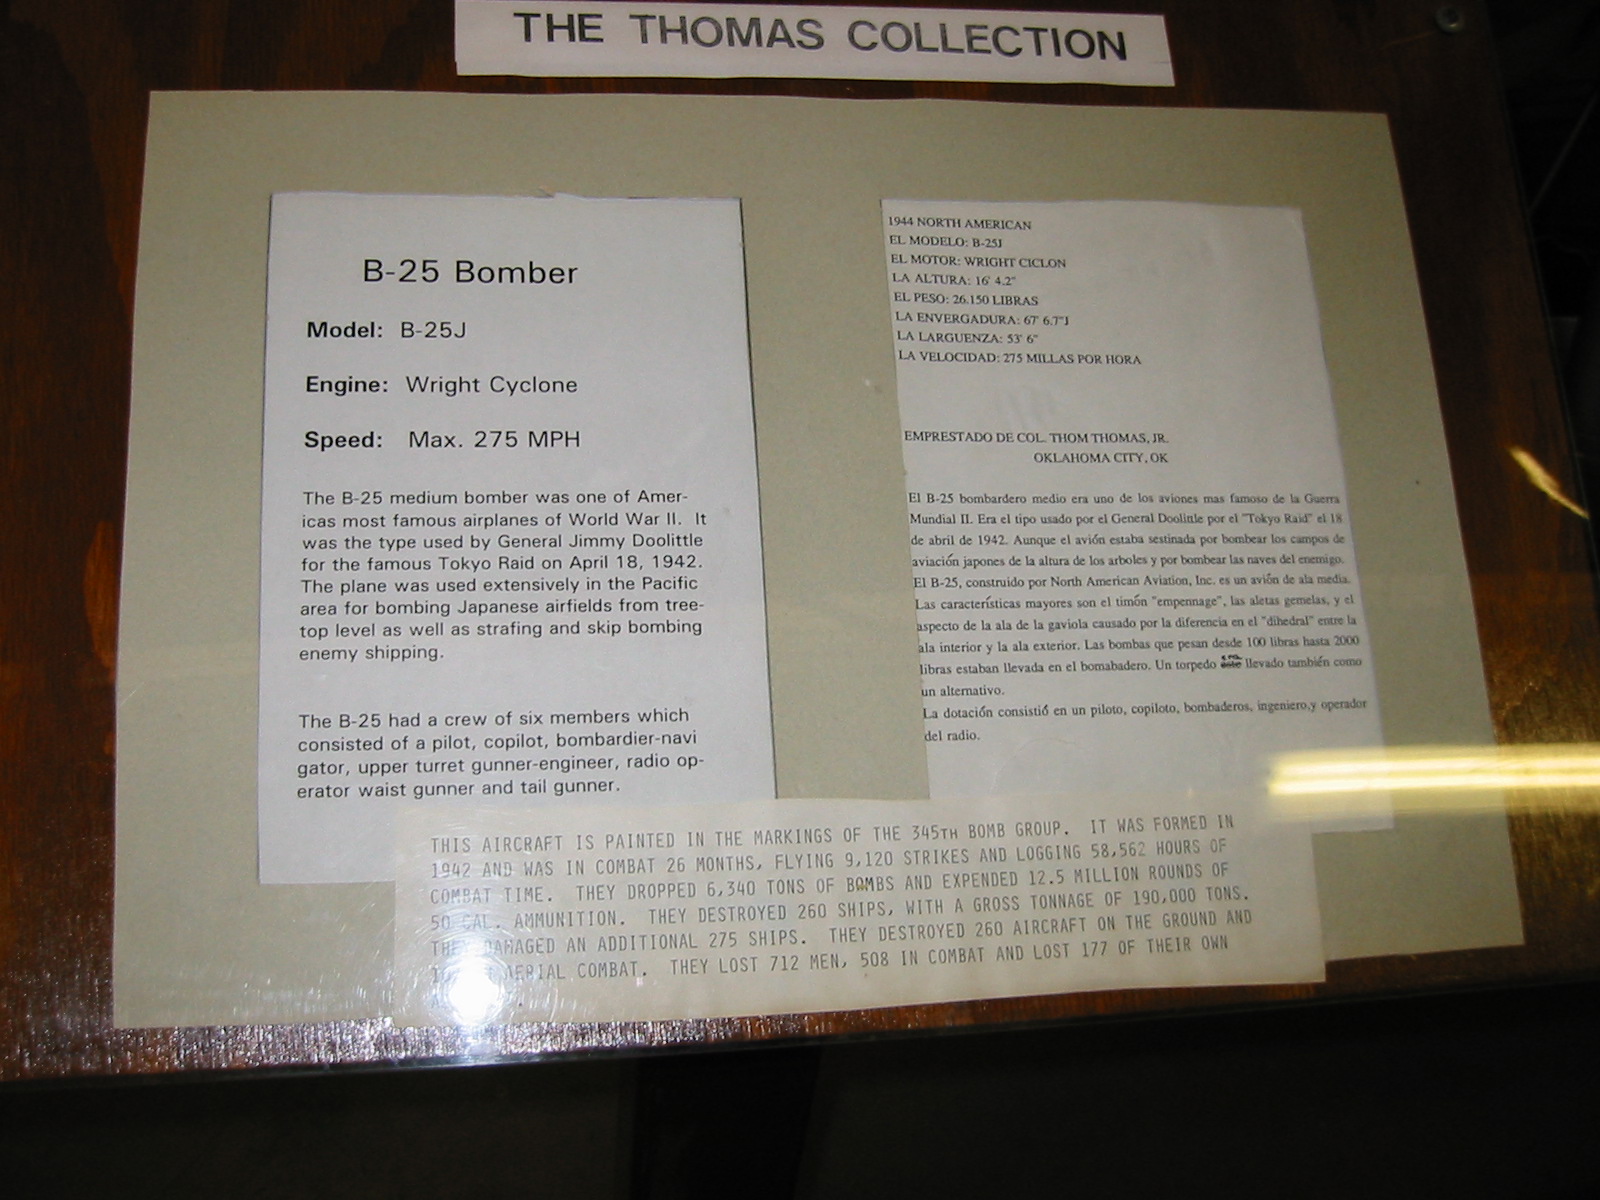 THE THOMAS COLLECTION
B-25 Bomber
Model: B-25J
Engine: Wright Cyclone
Speed: Max. 275 MPH
The B-25 medium bomber was one of Amer-
icas most famous airplanes of World War II. It
was the type used by General Jimmy Doolittle
for the famous Tokyo Raid on April 18, 1942.
The plane was used extensively in the Pacific
area for bombing Japanese airfields from tree-
top level as well as strafing and skip bombing
enemy shipping.
The B-25 had a crew of six members which
consisted of a pilot, copilot, bombardier-navi
gator, upper turret gunner-engineer, radio op-
erator waist gunner and tail gunner.
1944 NORTH AMERICAN
EL MODELO: B-25J
EL MOTOR: WRIGHT CICLON
LA ALTURA: 16' 4.2"
EL PESO: 26.150 LIBRAS
LA ENVERGADURA: 67' 6.7"J
LA LARGUENZA: 53' 6"
LA VELOCIDAD: 275 MILLAS POR HORA
EMPRESTADO DE COL. THOM THOMAS, JR.
OKLAHOMA CITY, OK
El B-25 bombardero medio era uno de los aviones mas famoso de la Guerra
Mundial II. Era el tipo usado por el General Doolittle por el "Tokyo Raid" el 18
de abril de 1942. Aunque el avión estaba sestinada por bombear los campos de
aviación japones de la altura de los arboles y por bombear las naves del enemigo.
El B-25, construido por North American Aviation, Inc. es un avión de ala media.
Las características mayores son el timón "empennage", las aletas gemelas, y el
aspecto de la ala de la gaviola causado por la diferencia en el "dihedral" entre la
ala interior y la ala exterior. Las bombas que pesan desde 100 libras hasta 2000
libras estaban llevada en el bomabadero. Un torpedo llevado también como
un alternativo.
La dotación consistió en un piloto, copiloto, bombaderos, ingeniero,y operador
del radio.
THIS AIRCRAFT IS PAINTED IN THE MARKINGS OF THE 345TH BOMB GROUP. IT WAS FORMED IN
1942 AND WAS IN COMBAT 26 MONTHS, FLYING 9,120 STRIKES AND LOGGING 58,562 HOURS OF
COMBAT TIME. THEY DROPPED 6,340 TONS OF BOMBS AND EXPENDED 12.5 MILLION ROUNDS OF
50 CAL. AMMUNITION. THEY DESTROYED 260 SHIPS, WITH A GROSS TONNAGE OF 190,000 TONS.
THEY DAMAGED AN ADDITIONAL 275 SHIPS. THEY DESTROYED 260 AIRCRAFT ON THE GROUND AND
AERIAL COMBAT. THEY LOST 712 MEN, 508 IN COMBAT AND LOST 177 OF THEIR OWN